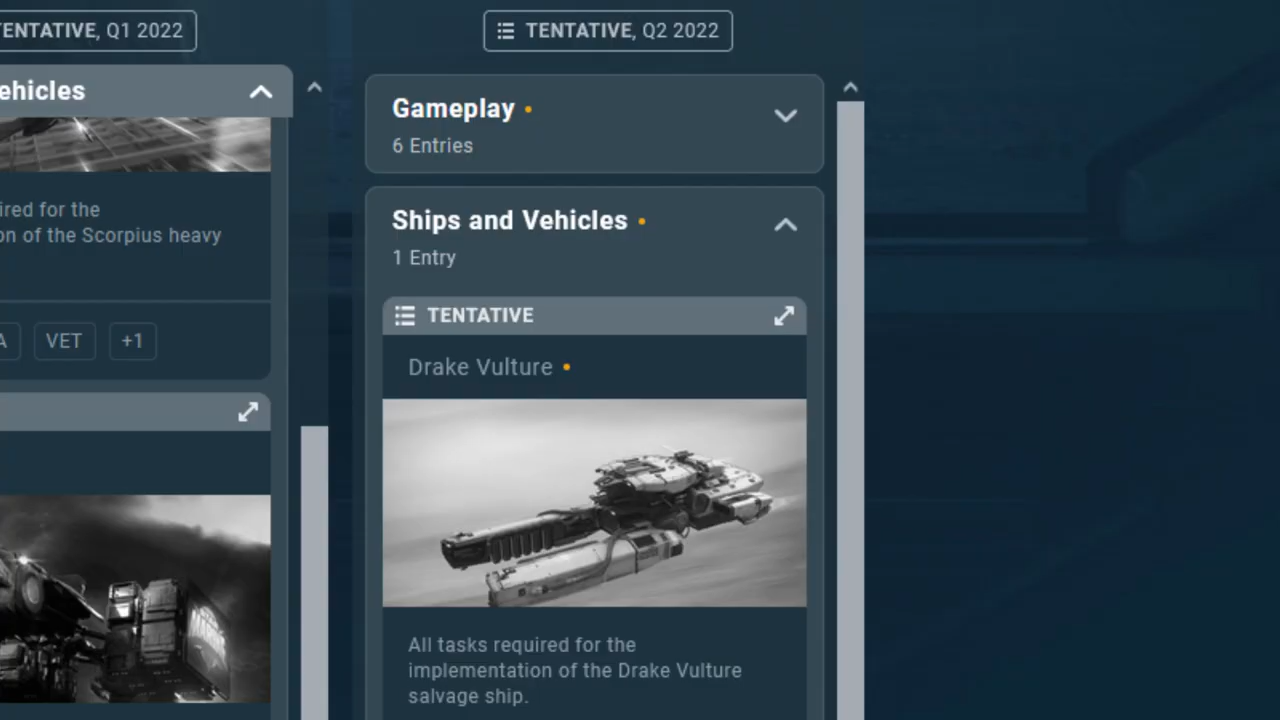 TENTATIVE, Q1 2022
TENTATIVE, Q2 2022
ehicles
Gameplay
6 Entries
ired for the
on of the Scorpius heavy
Ships and Vehicles
1 Entry
TENTATIVE
VET
+1
Drake Vulture
All tasks required for the
implementation of the Drake Vulture
salvage ship.